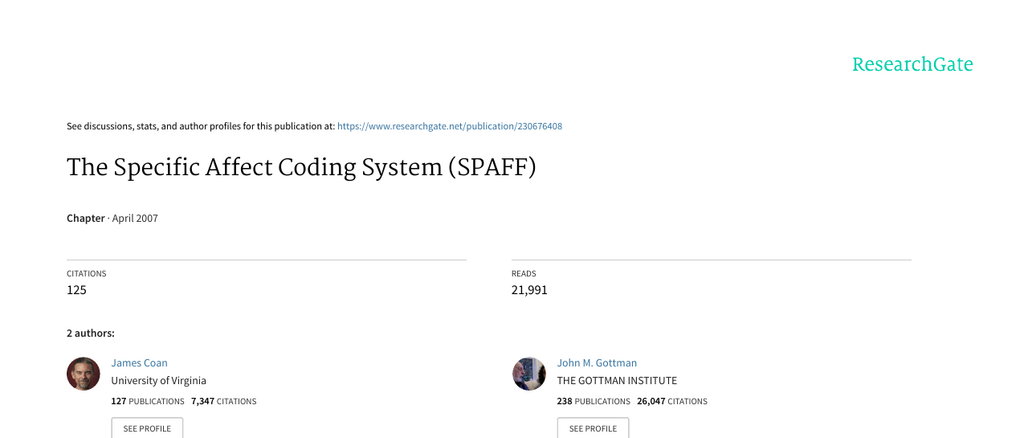 ResearchGate
See discussions, stats, and author profiles for this publication at: https://www.researchgate.net/publication/230676408
The Specific Affect Coding System (SPAFF)
Chapter · April 2007
CITATIONS
125
READS
21,991
2 authors:
James Coan
University of Virginia
127 PUBLICATIONS 7,347 CITATIONS
SEE PROFILE
John M. Gottman
THE GOTTMAN INSTITUTE
238 PUBLICATIONS 26,047 CITATIONS
SEE PROFILE